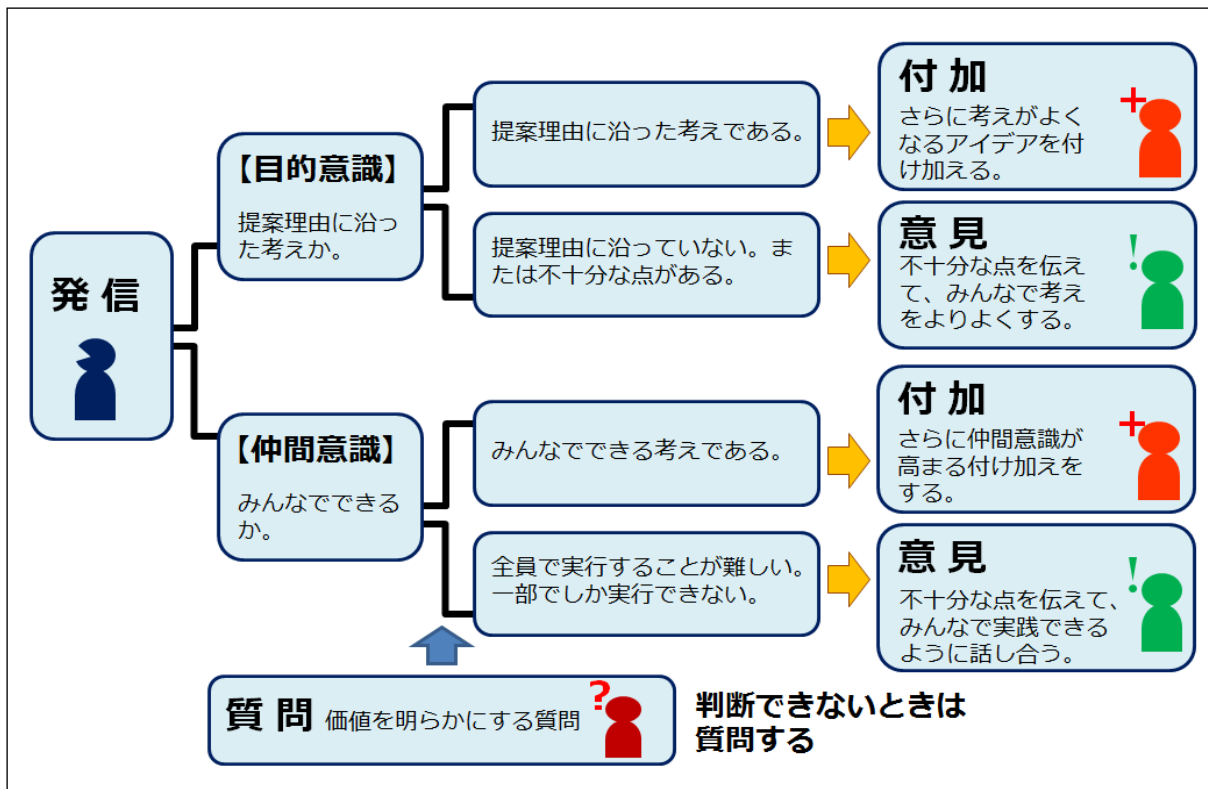 発信
【目的意識】
提案理由に沿っ
た考えか。
提案理由に沿った考えである。
付加
さらに考えがよく
なるアイデアを付
け加える。
+
提案理由に沿っていない。ま
たは不十分な点がある。
意見
不十分な点を伝え
て、みんなで考え
をよりよくする。
!
【仲間意識】
みんなでできる
か。
みんなでできる考えである。
付加
さらに仲間意識が
高まる付け加えを
する。
+
全員で実行することが難しい。
一部でしか実行できない。
意見
不十分な点を伝えて、
みんなで実践できる
ように話し合う。
!
質問 価値を明らかにする質問
?
判断できないときは
質問する